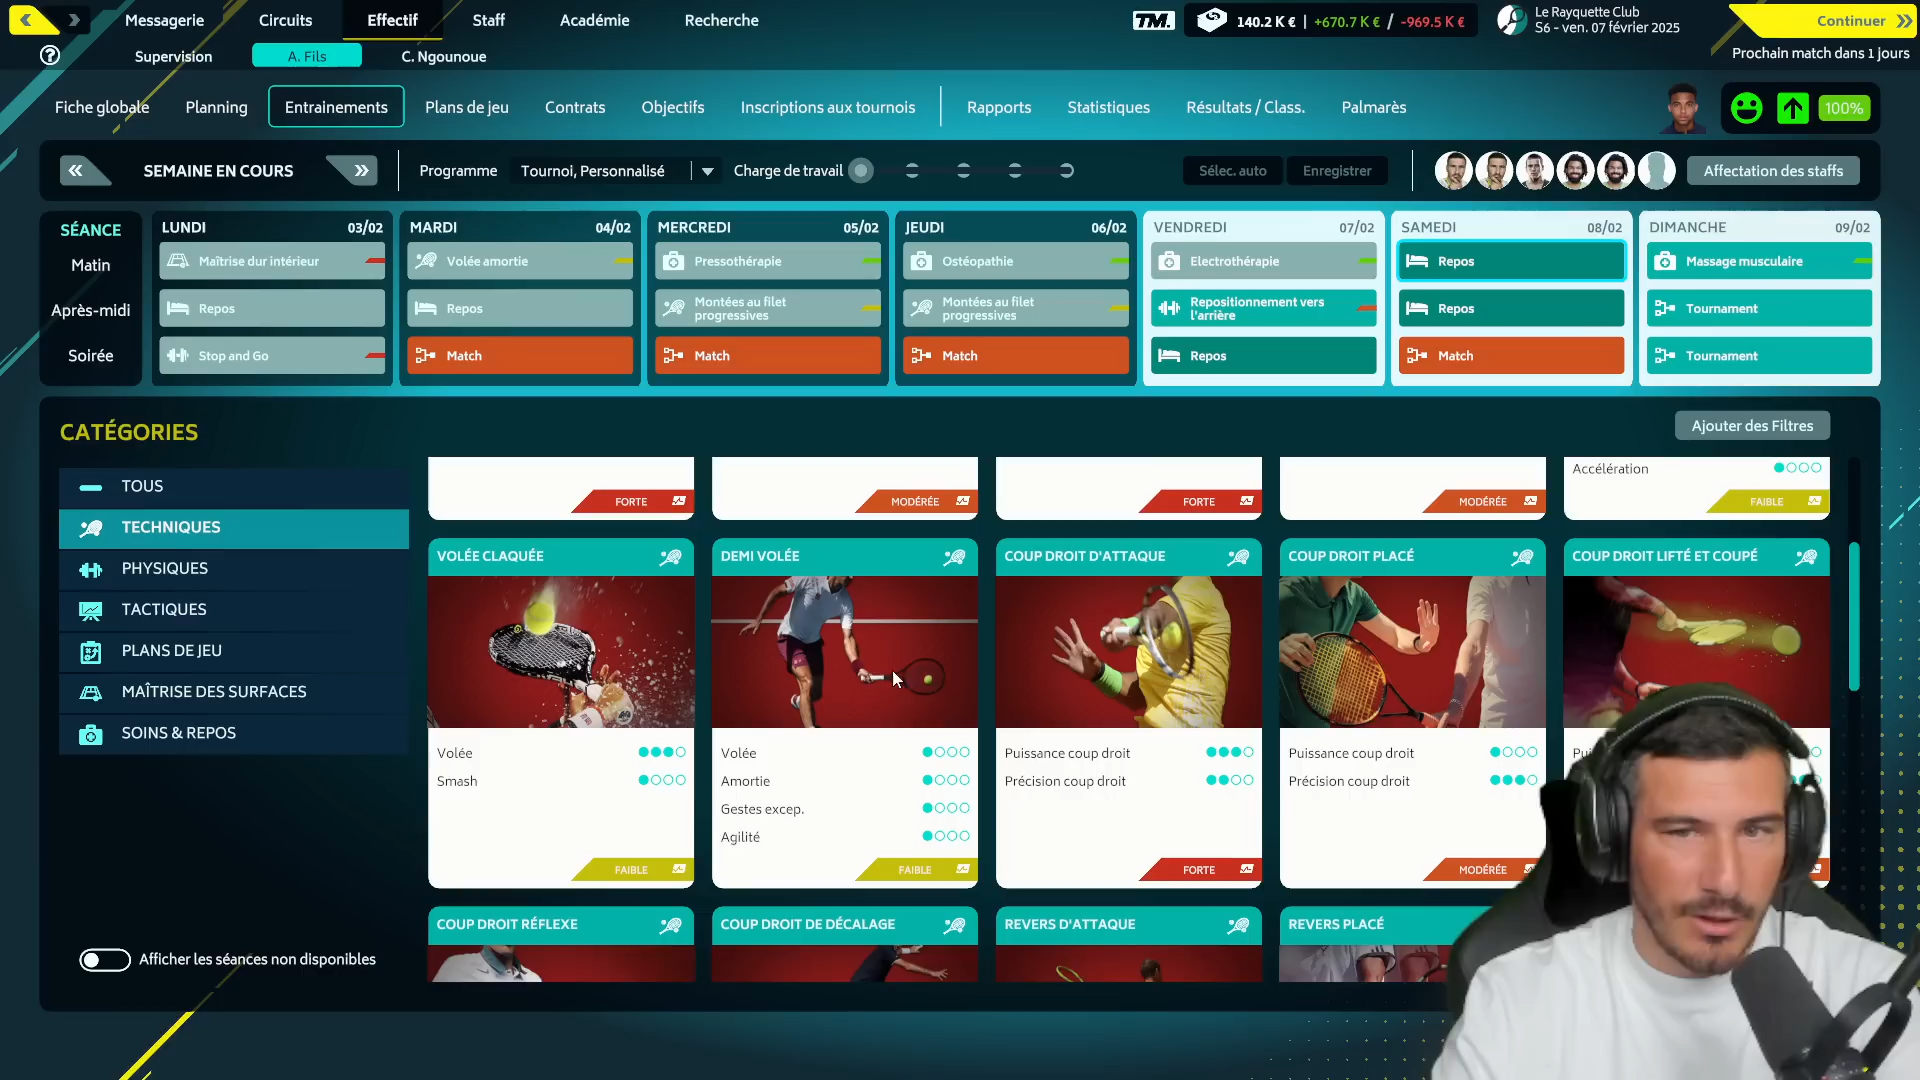 Messagerie
Circuits
Effectif
Staff
Académie
Recherche
TM.
140.2 K € | +670.7 K € / -969.5 K €
Le Rayquette Club
S6 - ven. 07 février 2025
Continuer
Prochain match dans 1 jours
Supervision
A. Fils
C. Ngounoue
Fiche globale
Planning
Entrainements
Plans de jeu
Contrats
Objectifs
Inscriptions aux tournois
Rapports
Statistiques
Résultats / Class.
Palmarès
100%
SEMAINE EN COURS
Programme
Tournoi, Personnalisé
Charge de travail
Sélec. auto
Enregistrer
Affectation des staffs
SÉANCE
Matin
Après-midi
Soirée
LUNDI 03/02
Maîtrise dur intérieur
Repos
Stop and Go
MARDI 04/02
Volée amortie
Repos
Match
MERCREDI 05/02
Pressothérapie
Montées au filet
progressives
Match
JEUDI 06/02
Ostéopathie
Montées au filet
progressives
Match
VENDREDI 07/02
Electrothérapie
Repositionnement vers
l'arrière
Repos
SAMEDI 08/02
Repos
Repos
Match
DIMANCHE 09/02
Massage musculaire
Tournament
Tournament
CATÉGORIES
Ajouter des Filtres
TOUS
TECHNIQUES
PHYSIQUES
TACTIQUES
PLANS DE JEU
MAÎTRISE DES SURFACES
SOINS & REPOS
Afficher les séances non disponibles
FORTE
MODÉRÉE
FORTE
MODÉRÉE
Accélération
FAIBLE
VOLÉE CLAQUÉE
Volée
Smash
FAIBLE
DEMI VOLÉE
Volée
Amortie
Gestes excep.
Agilité
FAIBLE
COUP DROIT D'ATTAQUE
Puissance coup droit
Précision coup droit
FORTE
COUP DROIT PLACÉ
Puissance coup droit
Précision coup droit
MODÉRÉE
COUP DROIT LIFTÉ ET COUPÉ
COUP DROIT RÉFLEXE
COUP DROIT DE DÉCALAGE
REVERS D'ATTAQUE
REVERS PLACÉ